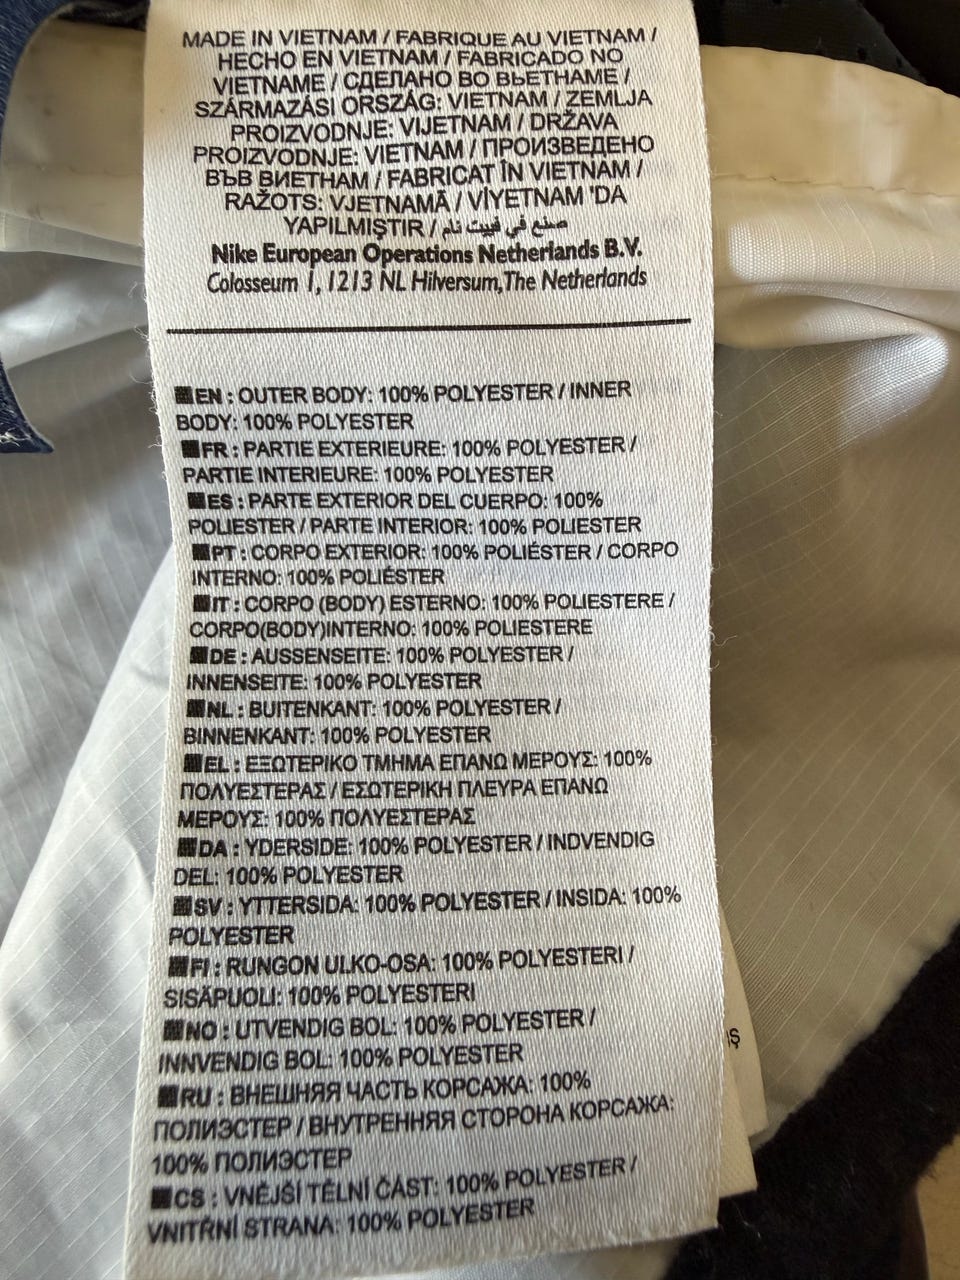 MADE IN VIETNAM / FABRIQUE AU VIETNAM /
HECHO EN VIETNAM / FABRICADO NO
VIETNAME / СДЕЛАНО ВО ВЬЕТНАМЕ /
SZÁRMAZÁSI ORSZÁG: VIETNAM / ZEMLJA
PROIZVODNJE: VIJETNAM / DRŽAVA
PROIZVODNJE: VIETNAM / ПРОИЗВЕДЕНО
ВЪВ ВИЕТНАМ / FABRICAT ÎN VIETNAM /
RAŽOTS: VJETNAMĀ / VİYETNAM 'DA
YAPILMIŞTIR / صنع في فييت نام
Nike European Operations Netherlands B.V.
Colosseum 1, 1213 NL Hilversum, The Netherlands
EN : OUTER BODY: 100% POLYESTER / INNER
BODY: 100% POLYESTER
FR : PARTIE EXTERIEURE: 100% POLYESTER /
PARTIE INTERIEURE: 100% POLYESTER
ES : PARTE EXTERIOR DEL CUERPO: 100%
POLIESTER / PARTE INTERIOR: 100% POLYESTER
PT : CORPO EXTERIOR: 100% POLIÉSTER / CORPO
INTERNO: 100% POLIÉSTER
IT : CORPO (BODY) ESTERNO: 100% POLIESTERE /
CORPO(BODY)INTERNO: 100% POLIESTERE
DE : AUSSENSEITE: 100% POLYESTER /
INNENSEITE: 100% POLYESTER
NL : BUITENKANT: 100% POLYESTER /
BINNENKANT: 100% POLYESTER
EL : ΕΞΩΤΕΡΙΚΟ ΤΜΗΜΑ ΕΠΑΝΩ ΜΕΡΟΥΣ: 100%
ΠΟΛΥΕΣΤΕΡΑΣ / ΕΣΩΤΕΡΙΚΗ ΠΛΕΥΡΑ ΕΠΑΝΩ
ΜΕΡΟΥΣ: 100% ΠΟΛΥΕΣΤΕΡΑΣ
DA : YDERSIDE: 100% POLYESTER / INDVENDIG
DEL: 100% POLYESTER
SV : YTTERSIDA: 100% POLYESTER / INSIDA: 100%
POLYESTER
FI : RUNGON ULKO-OSA: 100% POLYESTERI /
SISÄPUOLI: 100% POLYESTERI
NO : UTVENDIG BOL: 100% POLYESTER /
INNVENDIG BOL: 100% POLYESTER
RU : ВНЕШНЯЯ ЧАСТЬ КОРСАЖА: 100%
ПОЛИЭСТЕР / ВНУТРЕННЯЯ СТОРОНА КОРСАЖА:
100% ПОЛИЭСТЕР
CS : VNĚJŠÍ TĚLNÍ ČÁST: 100% POLYESTER /
VNITŘNÍ STRANA: 100% POLYESTER